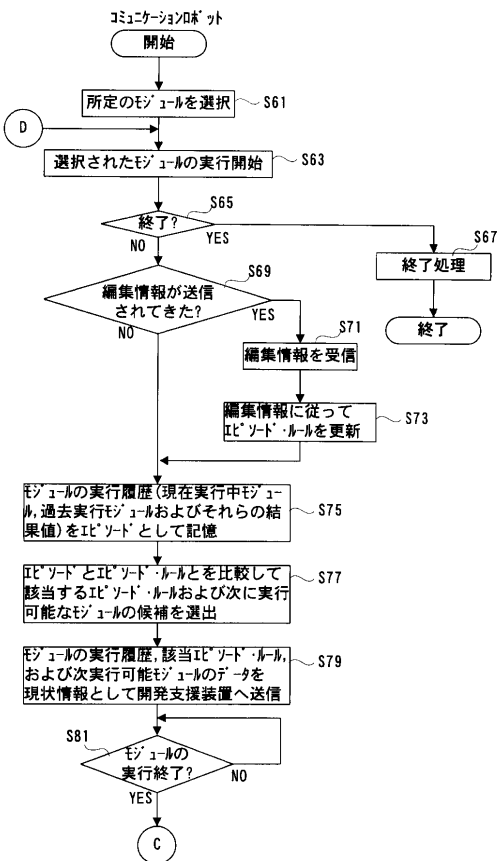 コミュニケーションロボット
開始
所定のモジュールを選択
S61
D
選択されたモジュールの実行開始
S63
終了?
S65
NO
YES
S67
終了処理
終了
S69
編集情報が送信
されてきた?
NO
YES
S71
編集情報を受信
編集情報に従って
エピソード・ルールを更新
S73
モジュールの実行履歴(現在実行中モジュー
ル,過去実行モジュールおよびそれらの結
果値)をエピソードとして記憶
S75
エピソードとエピソード・ルールとを比較して
該当するエピソード・ルールおよび次に実行
可能なモジュールの候補を選出
S77
モジュールの実行履歴,該当エピソード・ルール,
および次実行可能モジュールのデータを
現状情報として開発支援装置へ送信
S79
S81
モジュールの
実行終了?
NO
YES
C